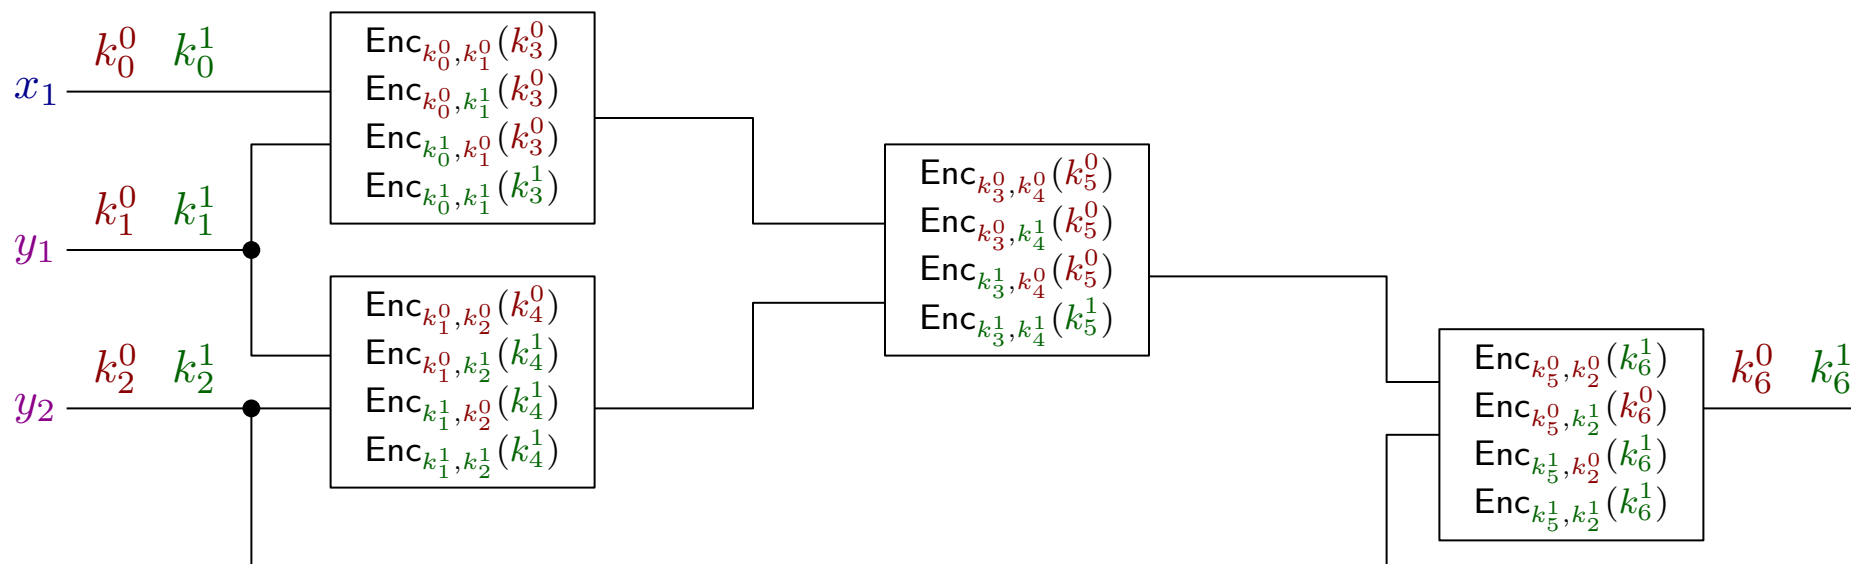 k_0^0 k_0^1
x_1
Enc_{k_0^0,k_1^0}(k_3^0)
Enc_{k_0^0,k_1^1}(k_3^0)
Enc_{k_0^1,k_1^0}(k_3^0)
Enc_{k_0^1,k_1^1}(k_3^1)
k_1^0 k_1^1
y_1
Enc_{k_1^0,k_2^0}(k_4^0)
Enc_{k_1^0,k_2^1}(k_4^1)
Enc_{k_1^1,k_2^0}(k_4^1)
Enc_{k_1^1,k_2^1}(k_4^1)
k_2^0 k_2^1
y_2
Enc_{k_3^0,k_4^0}(k_5^0)
Enc_{k_3^0,k_4^1}(k_5^0)
Enc_{k_3^1,k_4^0}(k_5^0)
Enc_{k_3^1,k_4^1}(k_5^1)
Enc_{k_5^0,k_2^0}(k_6^1)
Enc_{k_5^0,k_2^1}(k_6^0)
Enc_{k_5^1,k_2^0}(k_6^1)
Enc_{k_5^1,k_2^1}(k_6^1)
k_6^0 k_6^1